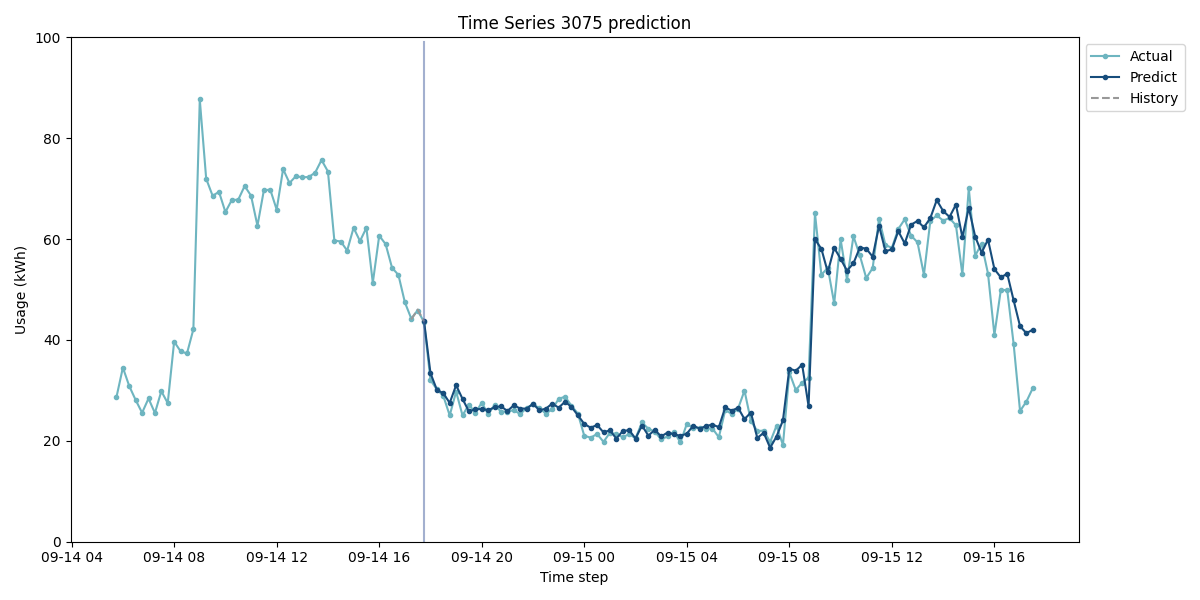 Time Series 3075 prediction
Usage (kWh)
100
80
60
40
20
0
09-14 04
09-14 08
09-14 12
09-14 16
09-14 20
09-15 00
09-15 04
09-15 08
09-15 12
09-15 16
Time step
Actual
Predict
History